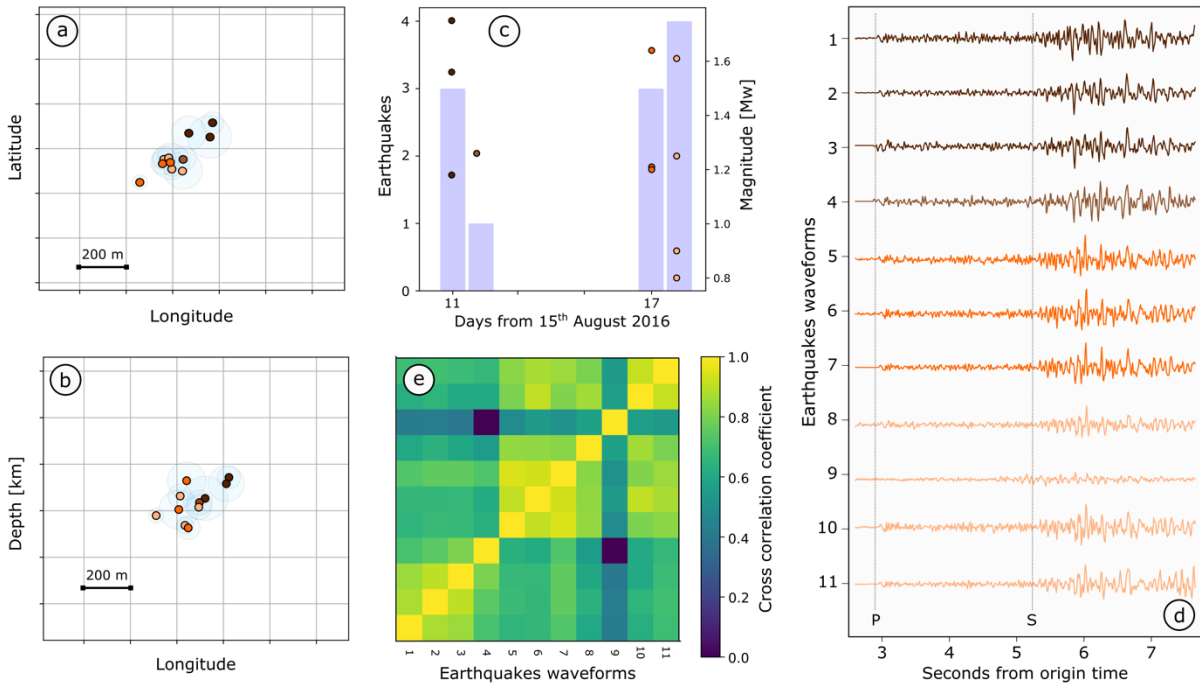 a
Latitude
200 m
Longitude
b
Depth [km]
200 m
Longitude
c
4
3
2
1
0
Earthquakes
1.6
1.4
1.2
1.0
0.8
Magnitude [Mw]
11
17
Days from 15th August 2016
e
1
2
3
4
5
6
7
8
9
10
11
Earthquakes waveforms
1.0
0.8
0.6
0.4
0.2
0.0
Cross correlation coefficient
1
2
3
4
5
6
7
8
9
10
11
Earthquakes waveforms
P
S
d
3
4
5
6
7
Seconds from origin time